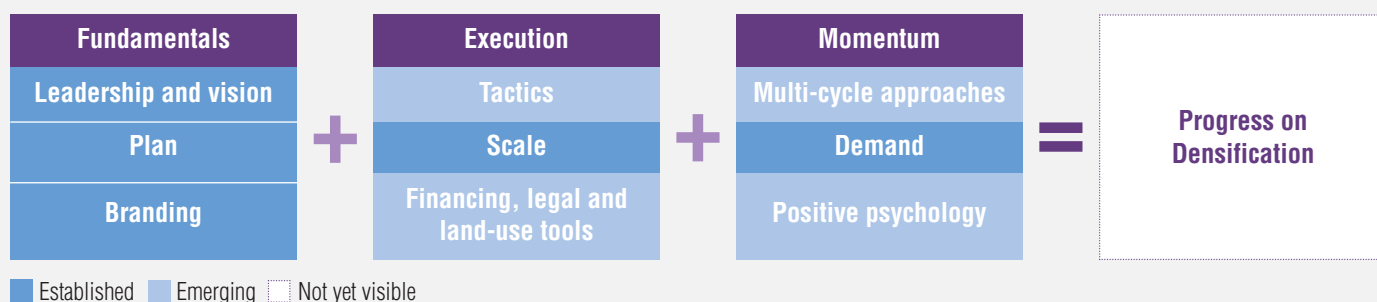 Fundamentals
Leadership and vision
Plan
Branding
+
Execution
Tactics
Scale
Financing, legal and
land-use tools
+
Momentum
Multi-cycle approaches
Demand
Positive psychology
=
Progress on
Densification
Established Emerging Not yet visible